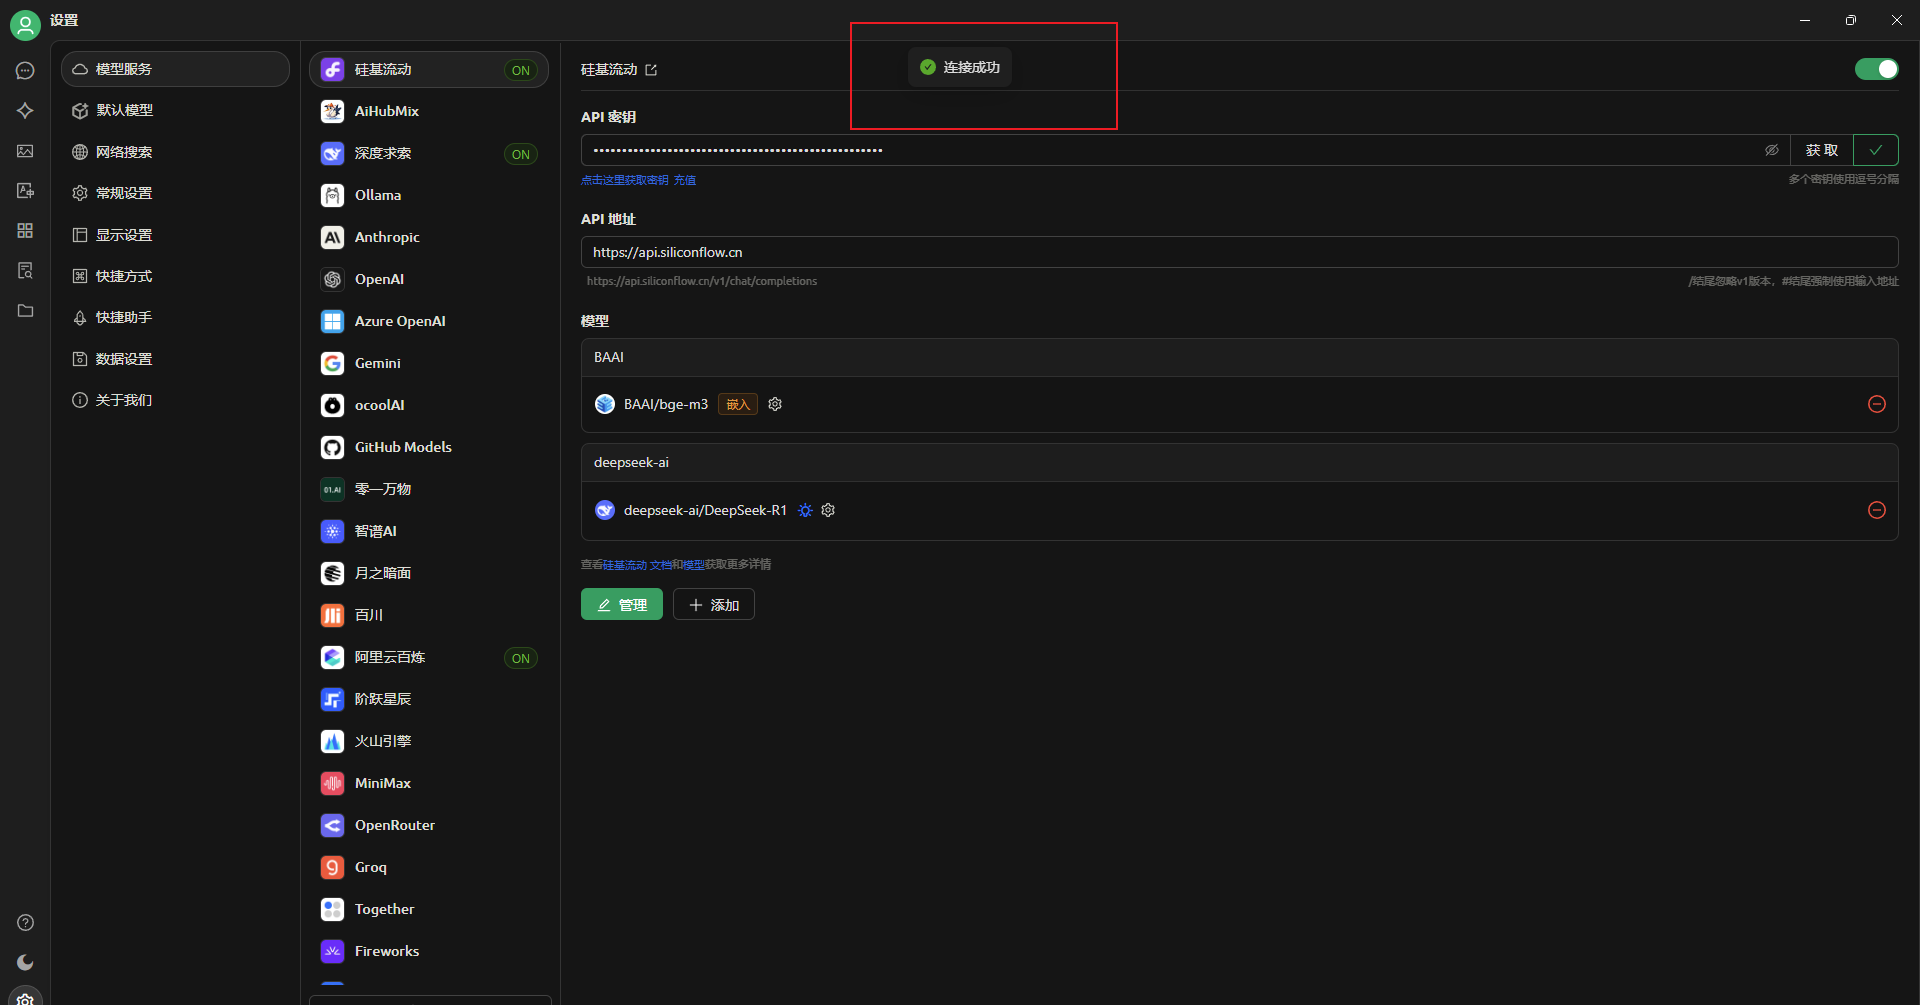 设置
模型服务
默认模型
网络搜索
常规设置
显示设置
快捷方式
快捷助手
数据设置
关于我们
硅基流动 ON
AiHubMix
深度求索 ON
Ollama
Anthropic
OpenAI
Azure OpenAI
Gemini
ocoolAI
GitHub Models
01.AI 零一万物
智谱AI
月之暗面
百川
阿里云百炼 ON
阶跃星辰
火山引擎
MiniMax
OpenRouter
Groq
Together
Fireworks
硅基流动
连接成功
API 密钥
••••••••••••••••••••••••••••••••••••••••••••••••••• 获 取
点击这里获取密钥 充值 多个密钥使用逗号分隔
API 地址
https://api.siliconflow.cn
https://api.siliconflow.cn/v1/chat/completions /结尾忽略v1版本，#结尾强制使用输入地址
模型
BAAI
BAAI/bge-m3 嵌入
deepseek-ai
deepseek-ai/DeepSeek-R1
查看硅基流动 文档和模型获取更多详情
管理 添加